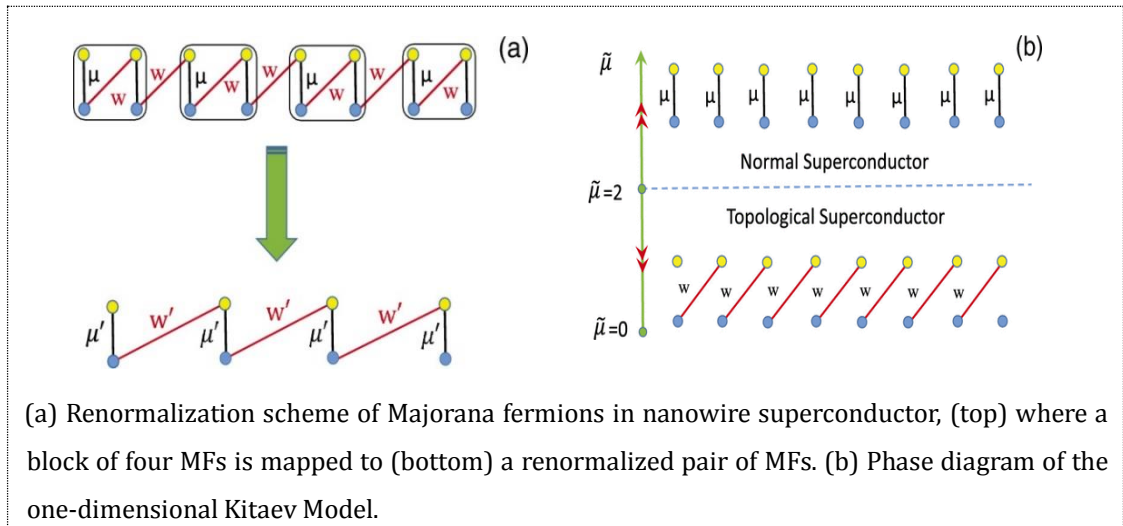 (a)
μ w μ w μ w μ
w w w w
w′ w′ w′
μ′ μ′ μ′ μ′
(b)
μ̃
μ μ μ μ μ μ μ μ
Normal Superconductor
μ̃=2
Topological Superconductor
w w w w w w w
μ̃=0
(a) Renormalization scheme of Majorana fermions in nanowire superconductor, (top) where a
block of four MFs is mapped to (bottom) a renormalized pair of MFs. (b) Phase diagram of the
one-dimensional Kitaev Model.